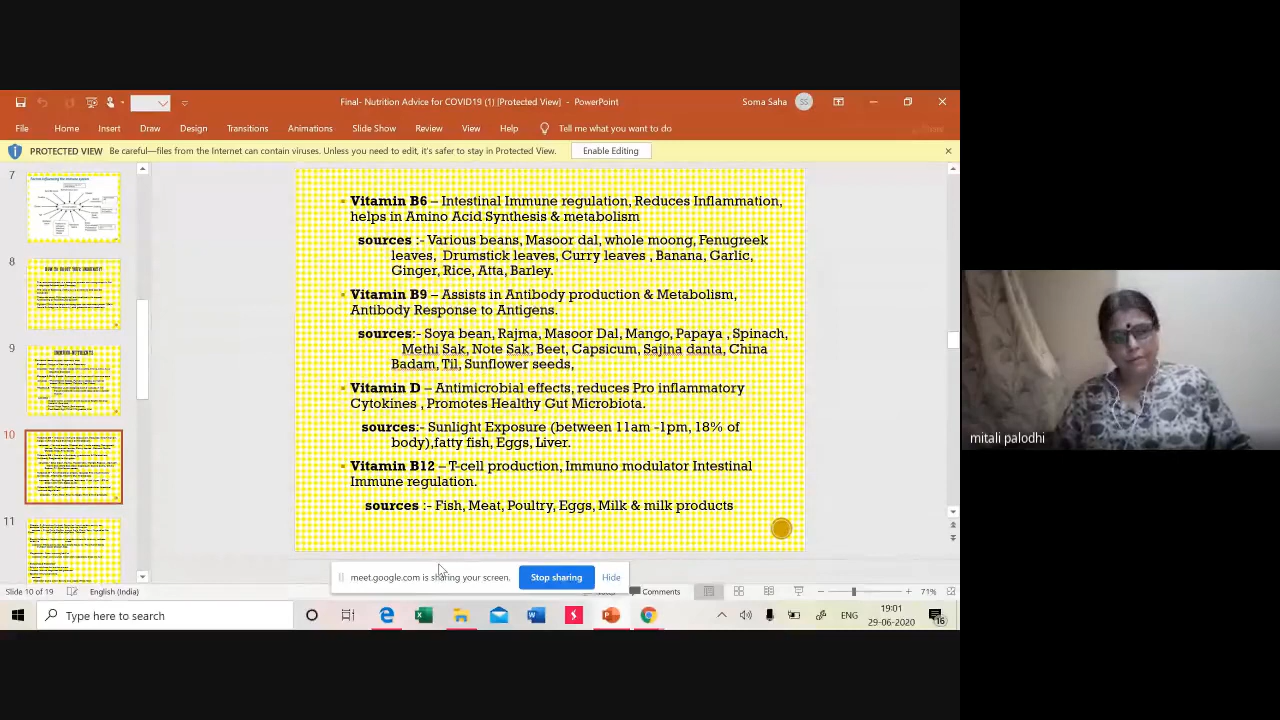 Final- Nutrition Advice for COVID19 (1) [Protected View] - PowerPoint
Soma Saha SS
File Home Insert Draw Design Transitions Animations Slide Show Review View Help Tell me what you want to do
PROTECTED VIEW Be careful—files from the Internet can contain viruses. Unless you need to edit, it's safer to stay in Protected View. Enable Editing
7
8
9
10
11
Vitamin B6 – Intestinal Immune regulation, Reduces Inflammation,
helps in Amino Acid Synthesis & metabolism
sources :- Various beans, Masoor dal, whole moong, Fenugreek
leaves, Drumstick leaves, Curry leaves , Banana, Garlic,
Ginger, Rice, Atta, Barley.
Vitamin B9 – Assists in Antibody production & Metabolism,
Antibody Response to Antigens.
sources:- Soya bean, Rajma, Masoor Dal, Mango, Papaya , Spinach,
Methi Sak, Note Sak, Beet, Capsicum, Sajina danta, China
Badam, Til, Sunflower seeds,
Vitamin D – Antimicrobial effects, reduces Pro inflammatory
Cytokines , Promotes Healthy Gut Microbiota.
sources:- Sunlight Exposure (between 11am -1pm, 18% of
body),fatty fish, Eggs, Liver.
Vitamin B12 – T-cell production, Immuno modulator Intestinal
Immune regulation.
sources :- Fish, Meat, Poultry, Eggs, Milk & milk products
mitali palodhi
meet.google.com is sharing your screen. Stop sharing Hide
Slide 10 of 19 English (India) Comments 71%
Type here to search
ENG
19:01
29-06-2020
16